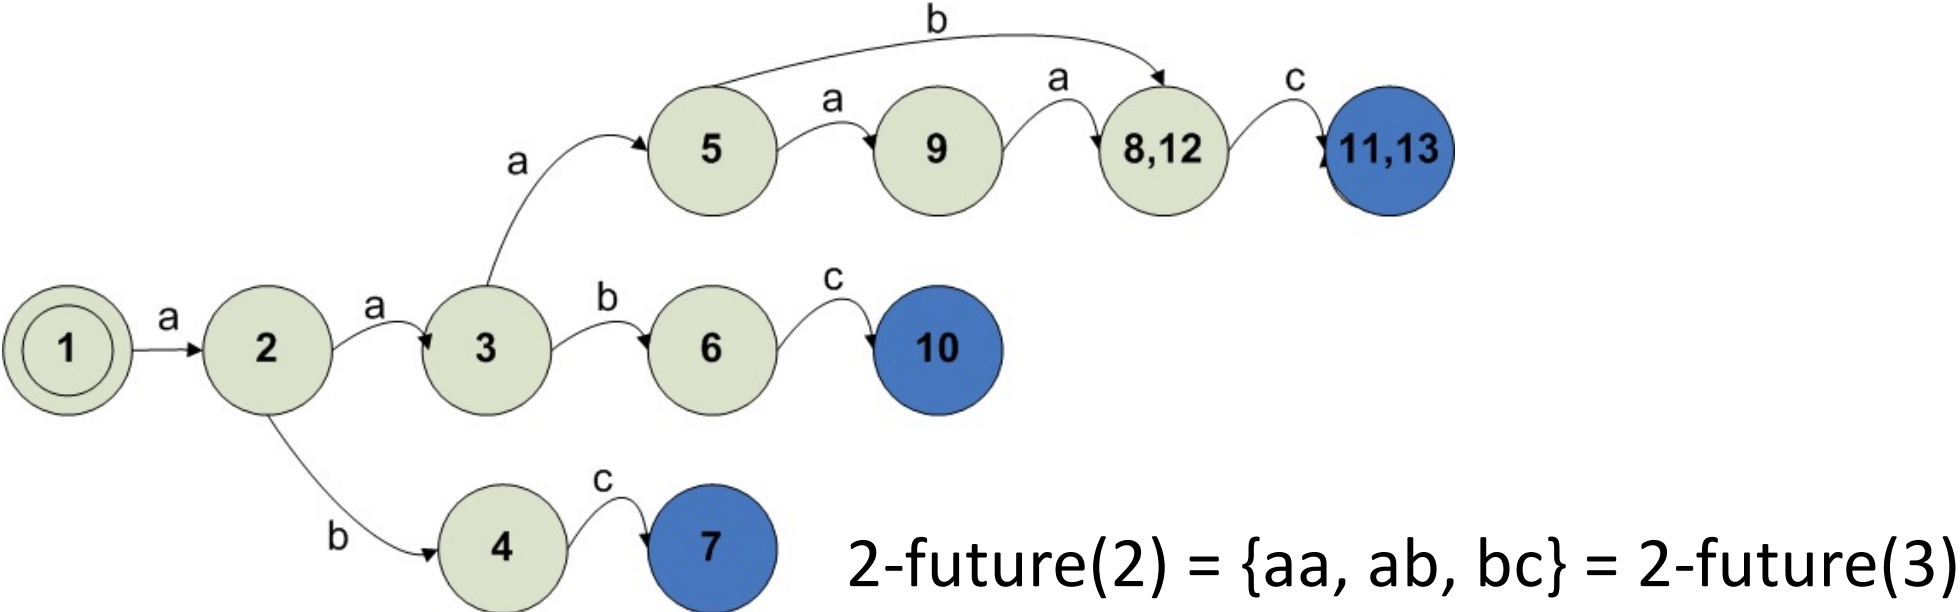 b
a
a
c
a
5
9
8,12
11,13
a
a
b
c
1
2
3
6
10
b
c
4
7
2-future(2) = {aa, ab, bc} = 2-future(3)